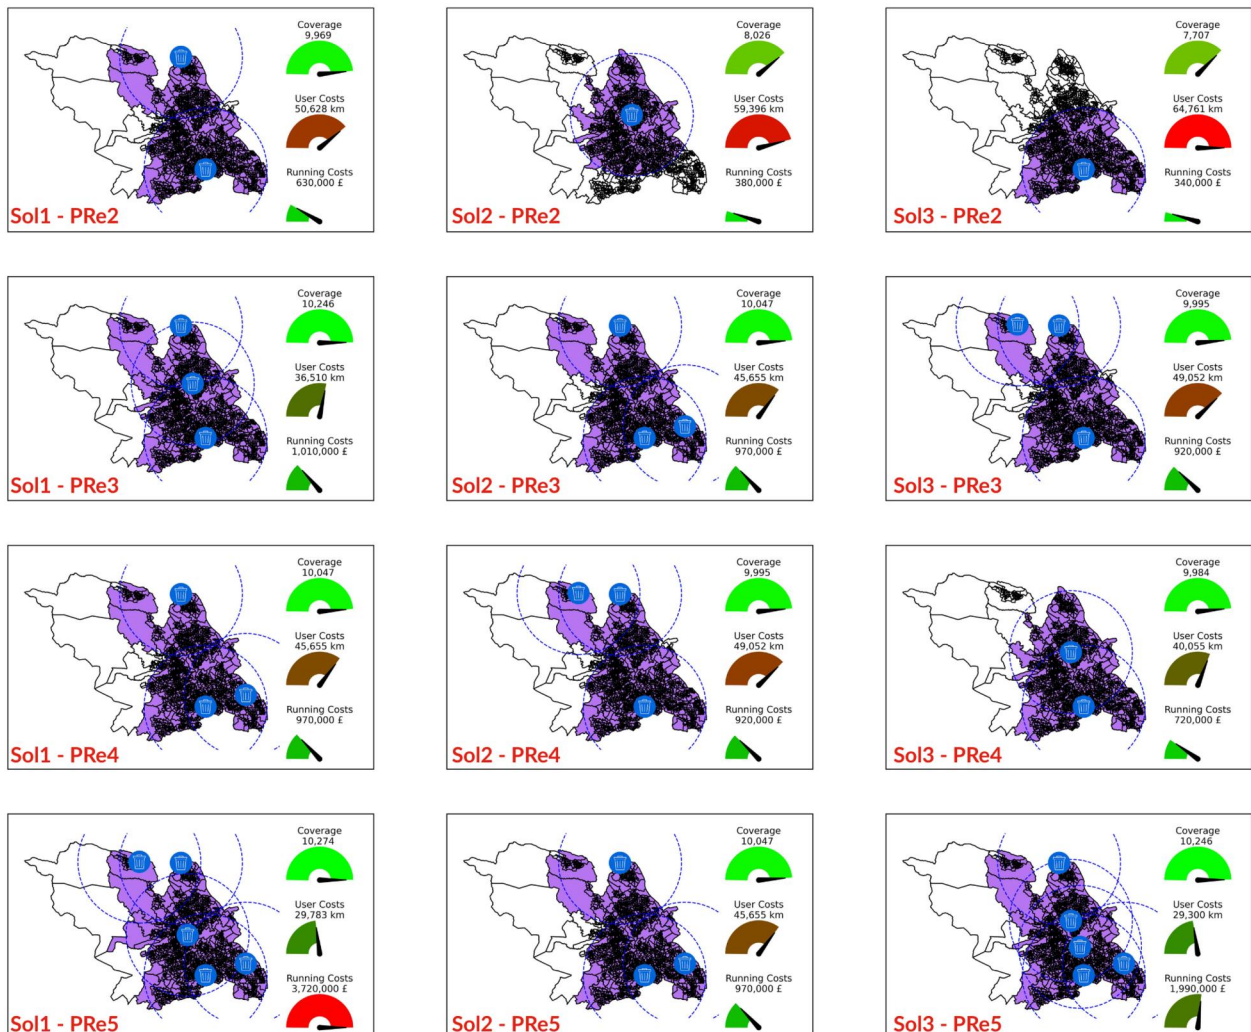 Coverage
9,969
User Costs
50,628 km
Running Costs
630,000 £
Sol1 - PRe2
Coverage
8,026
User Costs
59,396 km
Running Costs
380,000 £
Sol2 - PRe2
Coverage
7,707
User Costs
64,761 km
Running Costs
340,000 £
Sol3 - PRe2
Coverage
10,246
User Costs
36,510 km
Running Costs
1,010,000 £
Sol1 - PRe3
Coverage
10,047
User Costs
45,655 km
Running Costs
970,000 £
Sol2 - PRe3
Coverage
9,995
User Costs
49,052 km
Running Costs
920,000 £
Sol3 - PRe3
Coverage
10,047
User Costs
45,655 km
Running Costs
970,000 £
Sol1 - PRe4
Coverage
9,995
User Costs
49,052 km
Running Costs
920,000 £
Sol2 - PRe4
Coverage
9,984
User Costs
40,055 km
Running Costs
720,000 £
Sol3 - PRe4
Coverage
10,274
User Costs
29,783 km
Running Costs
3,720,000 £
Sol1 - PRe5
Coverage
10,047
User Costs
45,655 km
Running Costs
970,000 £
Sol2 - PRe5
Coverage
10,246
User Costs
29,300 km
Running Costs
1,990,000 £
Sol3 - PRe5